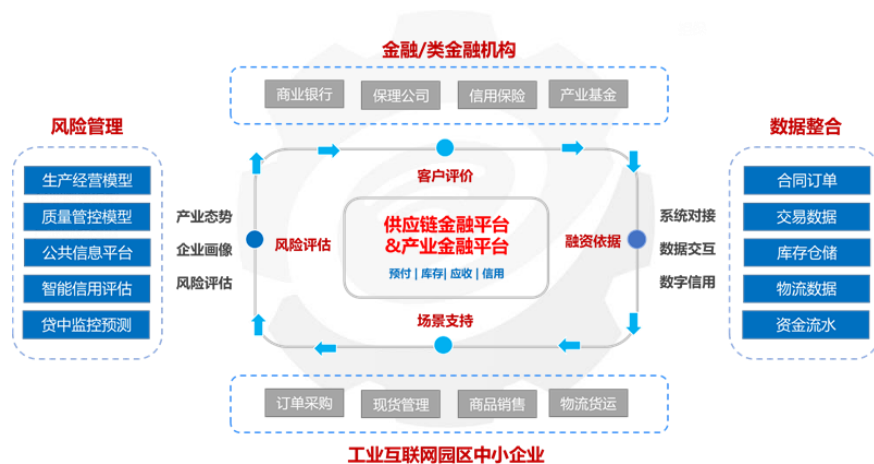 金融/类金融机构
商业银行
保理公司
信用保险
产业基金
风险管理
生产经营模型
质量管控模型
公共信息平台
智能信用评估
贷中监控预测
产业态势
企业画像
风险评估
风险评估
客户评价
供应链金融平台
&产业金融平台
预付 | 库存| 应收 | 信用
场景支持
融资依据
系统对接
数据交互
数字信用
数据整合
合同订单
交易数据
库存仓储
物流数据
资金流水
订单采购
现货管理
商品销售
物流货运
工业互联网园区中小企业